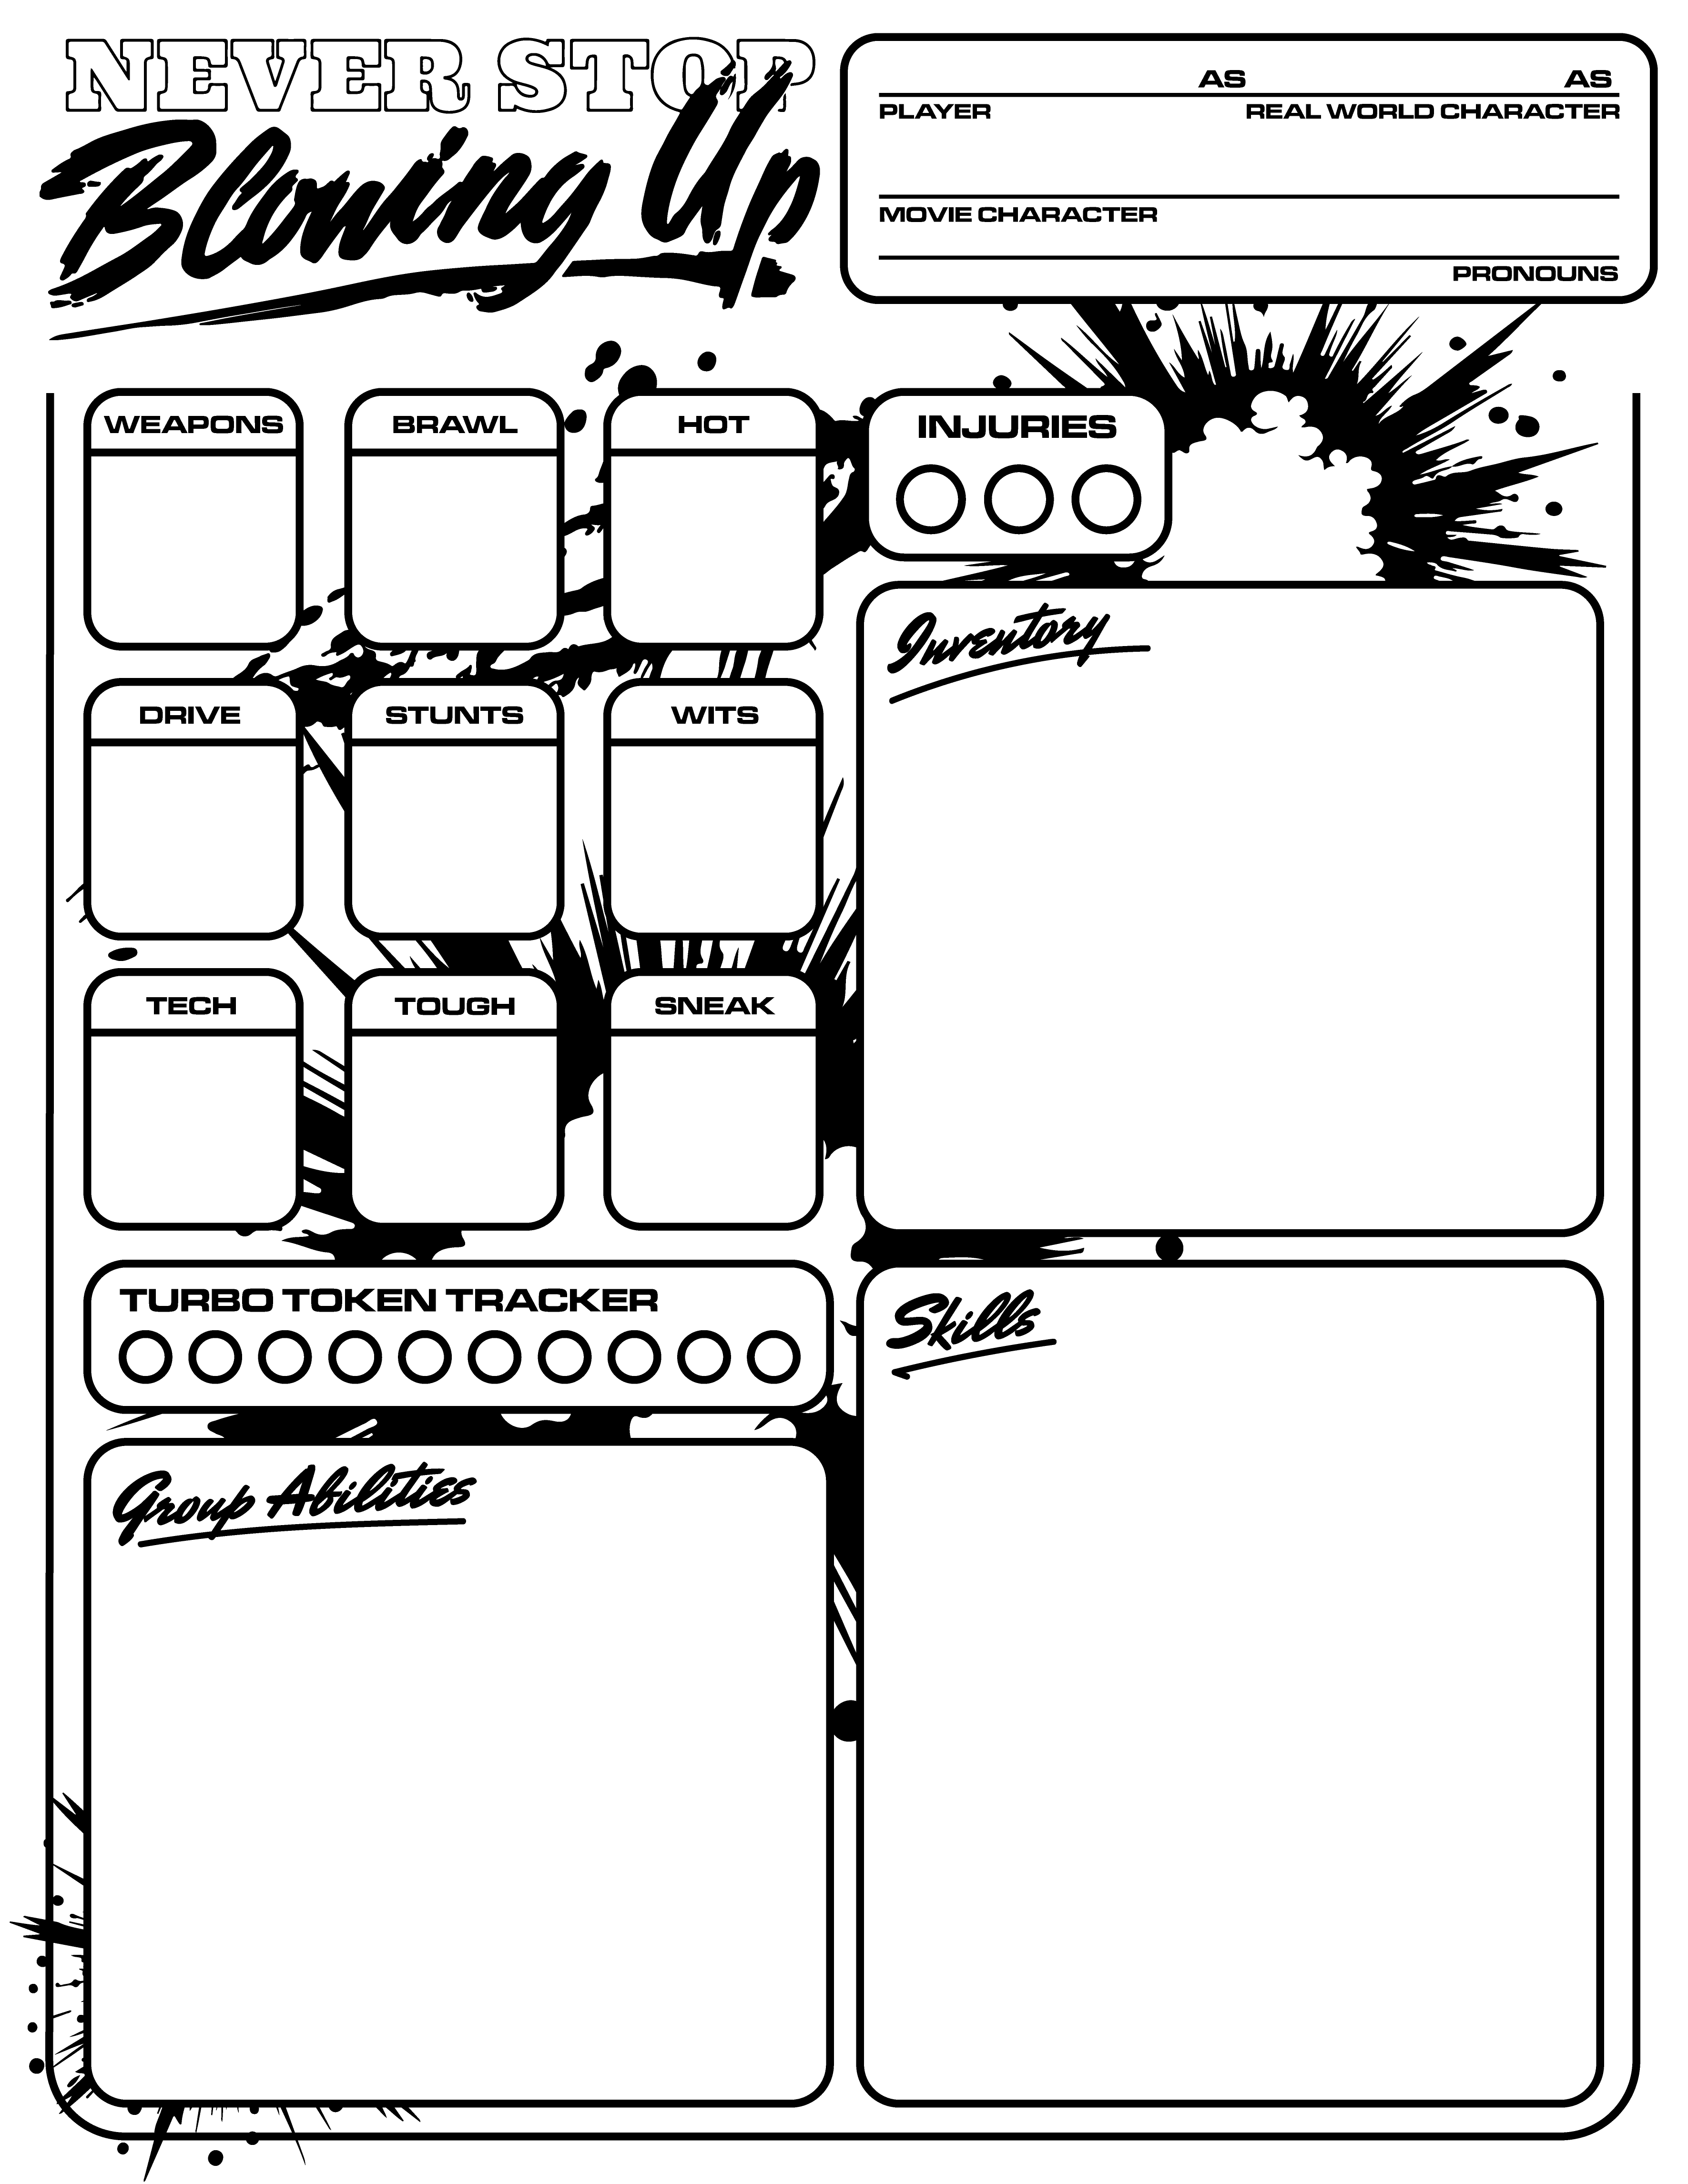 NEVER STOP
Blowing Up
AS AS
PLAYER REAL WORLD CHARACTER
MOVIE CHARACTER
PRONOUNS
WEAPONS BRAWL HOT
INJURIES
Inventory
DRIVE STUNTS WITS
TECH TOUGH SNEAK
TURBO TOKEN TRACKER
Skills
Group Abilities